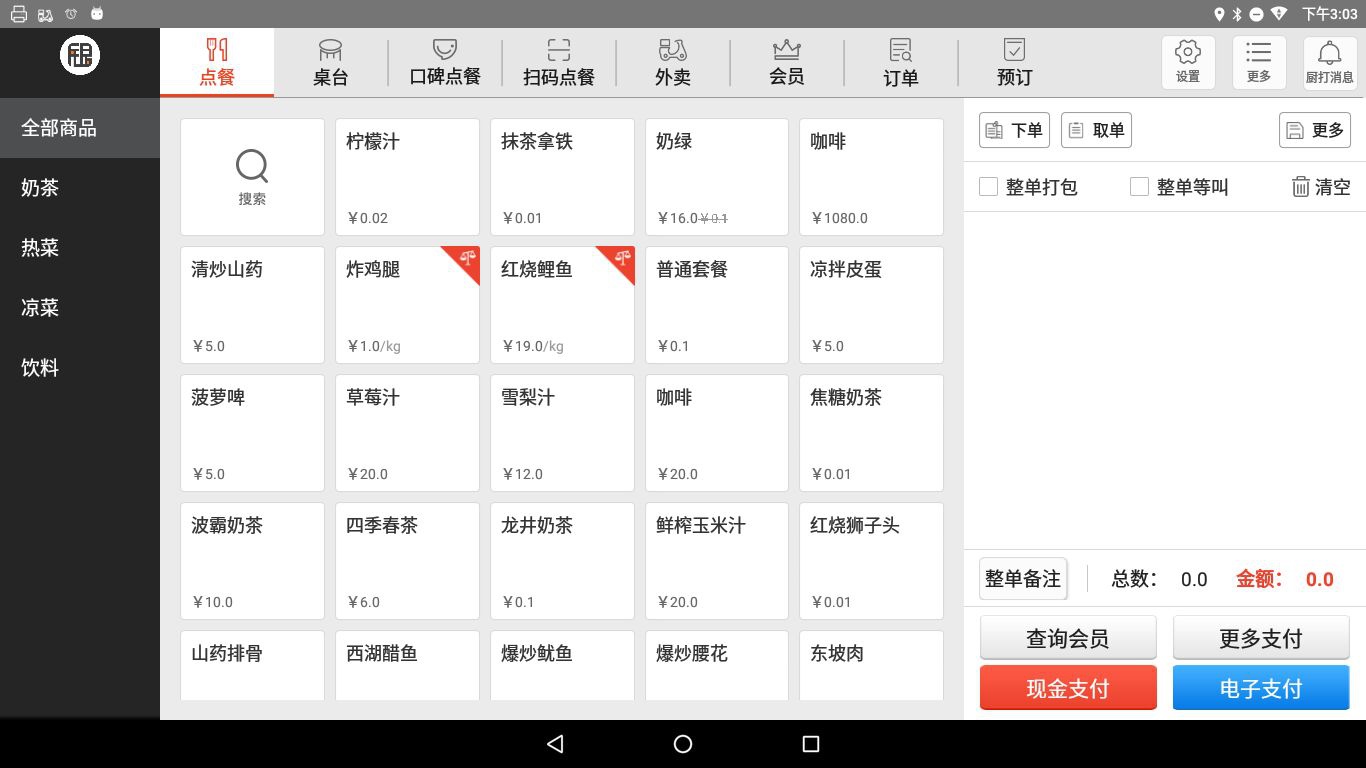 下午3:03
点餐
桌台
口碑点餐
扫码点餐
外卖
会员
订单
预订
设置
更多
厨打消息
全部商品
奶茶
热菜
凉菜
饮料
搜索
柠檬汁
￥0.02
抹茶拿铁
￥0.01
奶绿
￥16.0￥0.1
咖啡
￥1080.0
清炒山药
￥5.0
炸鸡腿
￥1.0/kg
红烧鲤鱼
￥19.0/kg
普通套餐
￥0.1
凉拌皮蛋
￥5.0
菠萝啤
￥5.0
草莓汁
￥20.0
雪梨汁
￥12.0
咖啡
￥20.0
焦糖奶茶
￥0.01
波霸奶茶
￥10.0
四季春茶
￥6.0
龙井奶茶
￥0.1
鲜榨玉米汁
￥20.0
红烧狮子头
￥0.01
山药排骨
西湖醋鱼
爆炒鱿鱼
爆炒腰花
东坡肉
下单
取单
更多
整单打包
整单等叫
清空
整单备注
总数： 0.0
金额： 0.0
查询会员
更多支付
现金支付
电子支付